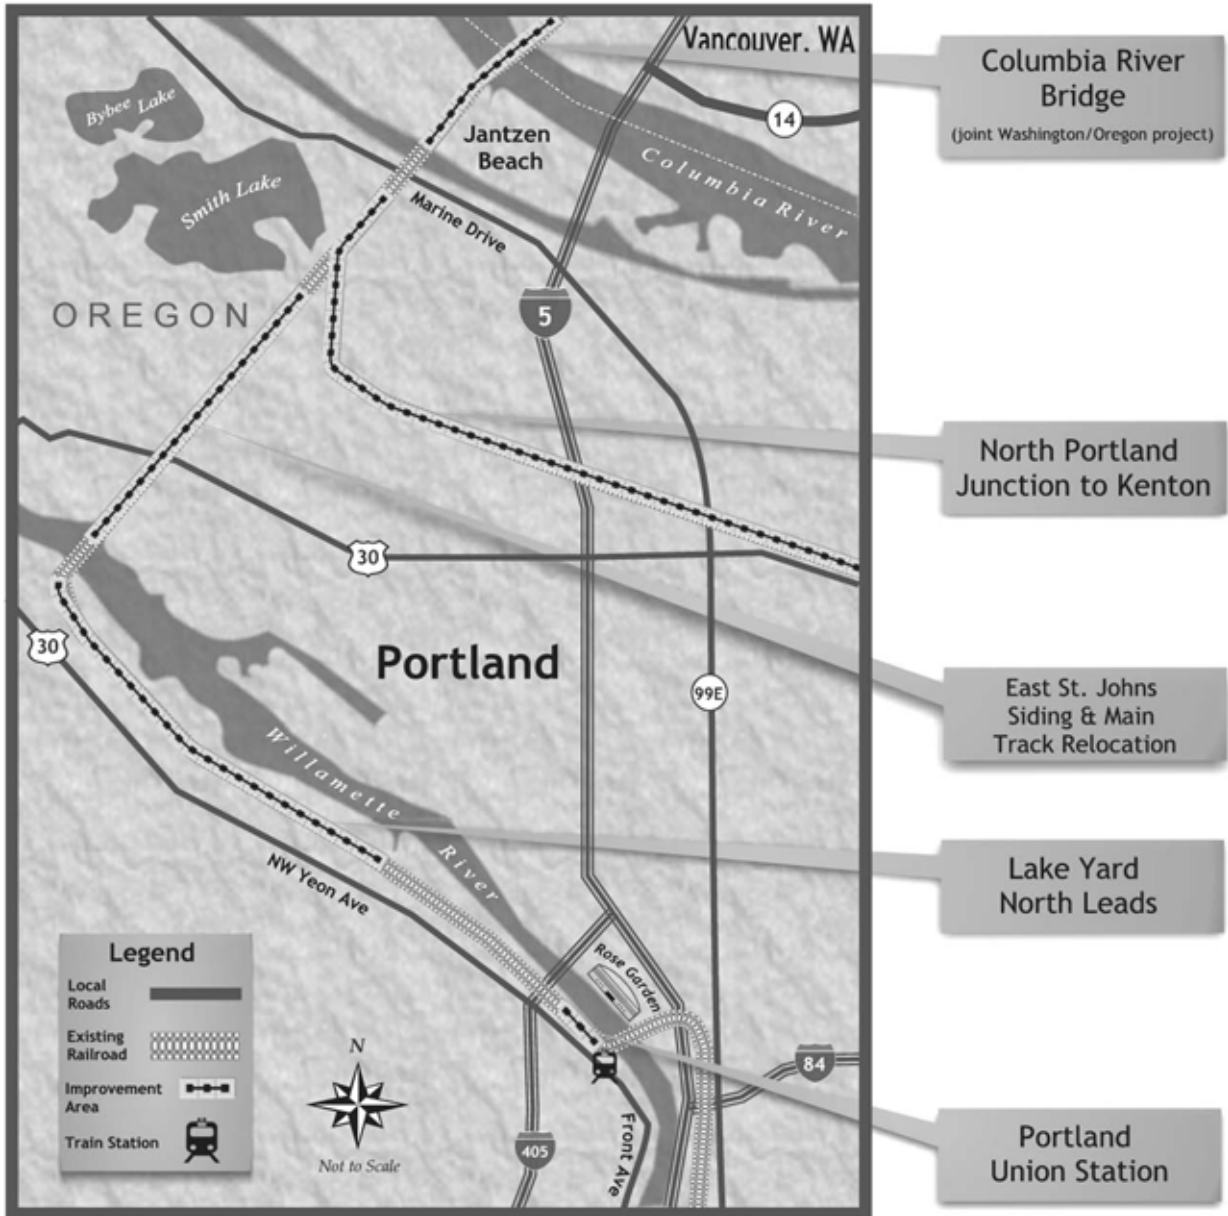 Vancouver, WA
Columbia River
Bridge
(joint Washington/Oregon project)
Bybee Lake
14
Jantzen
Beach
Columbia River
Smith Lake
Marine Drive
OREGON
5
North Portland
Junction to Kenton
30
30
Portland
99E
East St. Johns
Siding & Main
Track Relocation
Willamette River
Lake Yard
North Leads
NW Yeon Ave
Rose Garden
Legend
Local
Roads
Existing
Railroad
Improvement
Area
Train Station
N
Not to Scale
84
405
Front Ave
Portland
Union Station